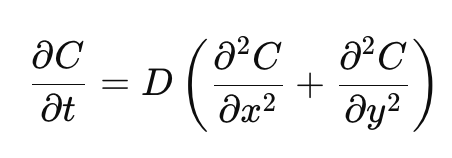 ∂C/∂t = D (∂²C/∂x² + ∂²C/∂y²)